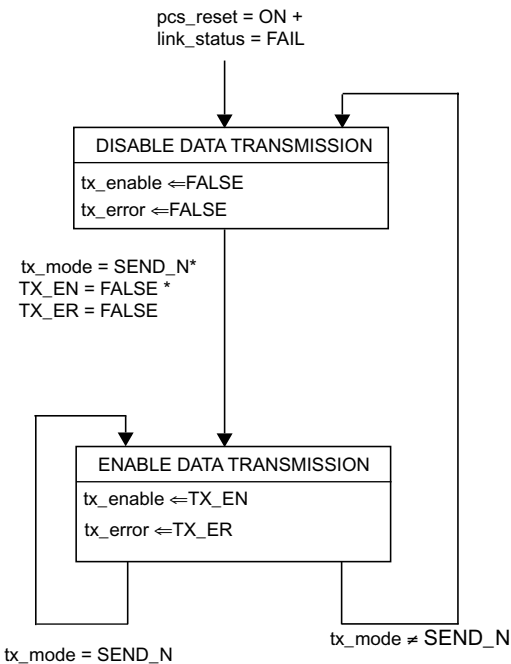 pcs_reset = ON +
link_status = FAIL
DISABLE DATA TRANSMISSION
tx_enable ⇐FALSE
tx_error ⇐FALSE
tx_mode = SEND_N*
TX_EN = FALSE *
TX_ER = FALSE
ENABLE DATA TRANSMISSION
tx_enable ⇐TX_EN
tx_error ⇐TX_ER
tx_mode = SEND_N
tx_mode ≠ SEND_N